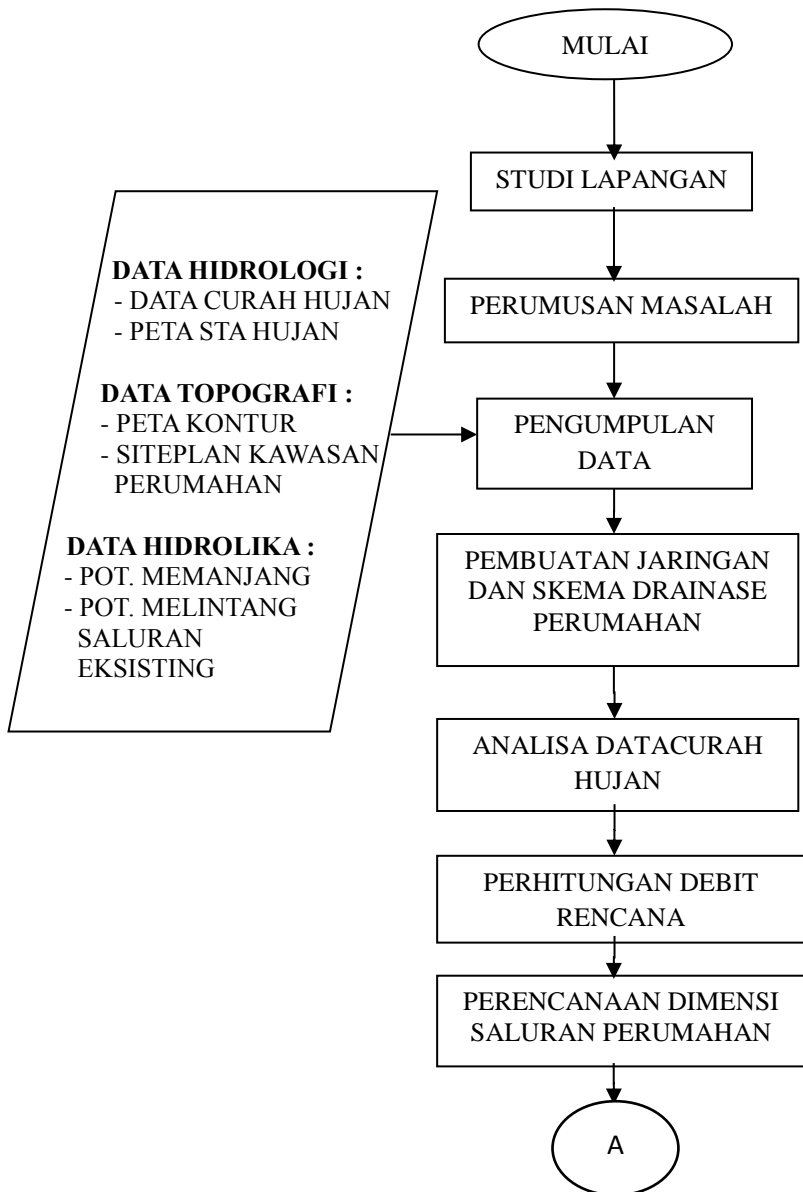 MULAI
STUDI LAPANGAN
PERUMUSAN MASALAH
DATA HIDROLOGI :
- DATA CURAH HUJAN
- PETA STA HUJAN
DATA TOPOGRAFI :
- PETA KONTUR
- SITEPLAN KAWASAN
PERUMAHAN
DATA HIDROLIKA :
- POT. MEMANJANG
- POT. MELINTANG
SALURAN
EKSISTING
PENGUMPULAN
DATA
PEMBUATAN JARINGAN
DAN SKEMA DRAINASE
PERUMAHAN
ANALISA DATACURAH
HUJAN
PERHITUNGAN DEBIT
RENCANA
PERENCANAAN DIMENSI
SALURAN PERUMAHAN
A